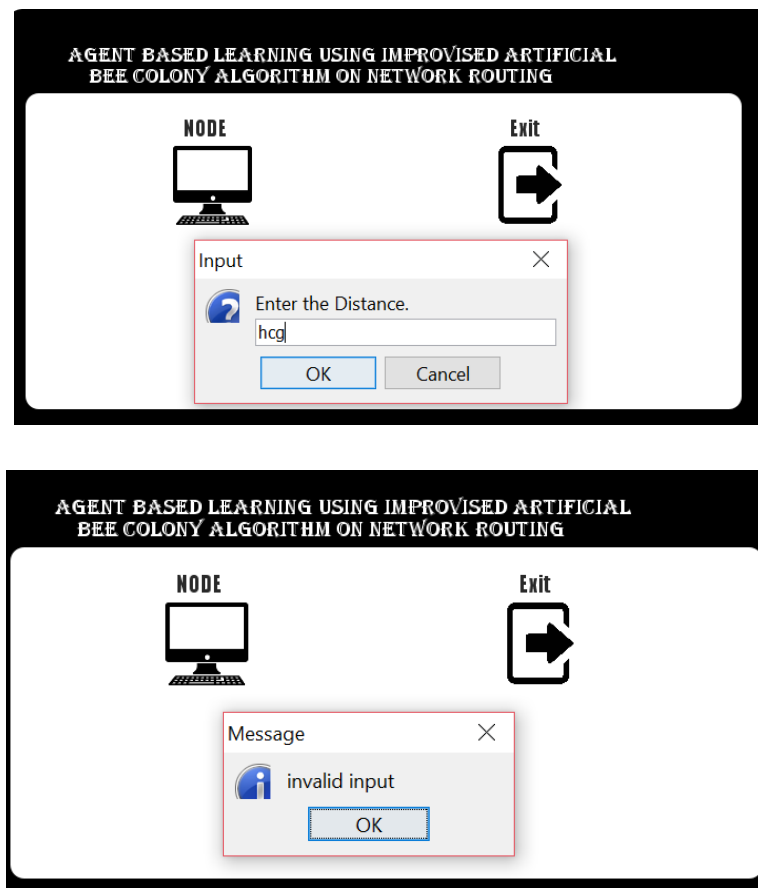 AGENT BASED LEARNING USING IMPROVISED ARTIFICIAL
BEE COLONY ALGORITHM ON NETWORK ROUTING
NODE
Exit
Input
Enter the Distance.
hcg
OK
Cancel
AGENT BASED LEARNING USING IMPROVISED ARTIFICIAL
BEE COLONY ALGORITHM ON NETWORK ROUTING
NODE
Exit
Message
invalid input
OK